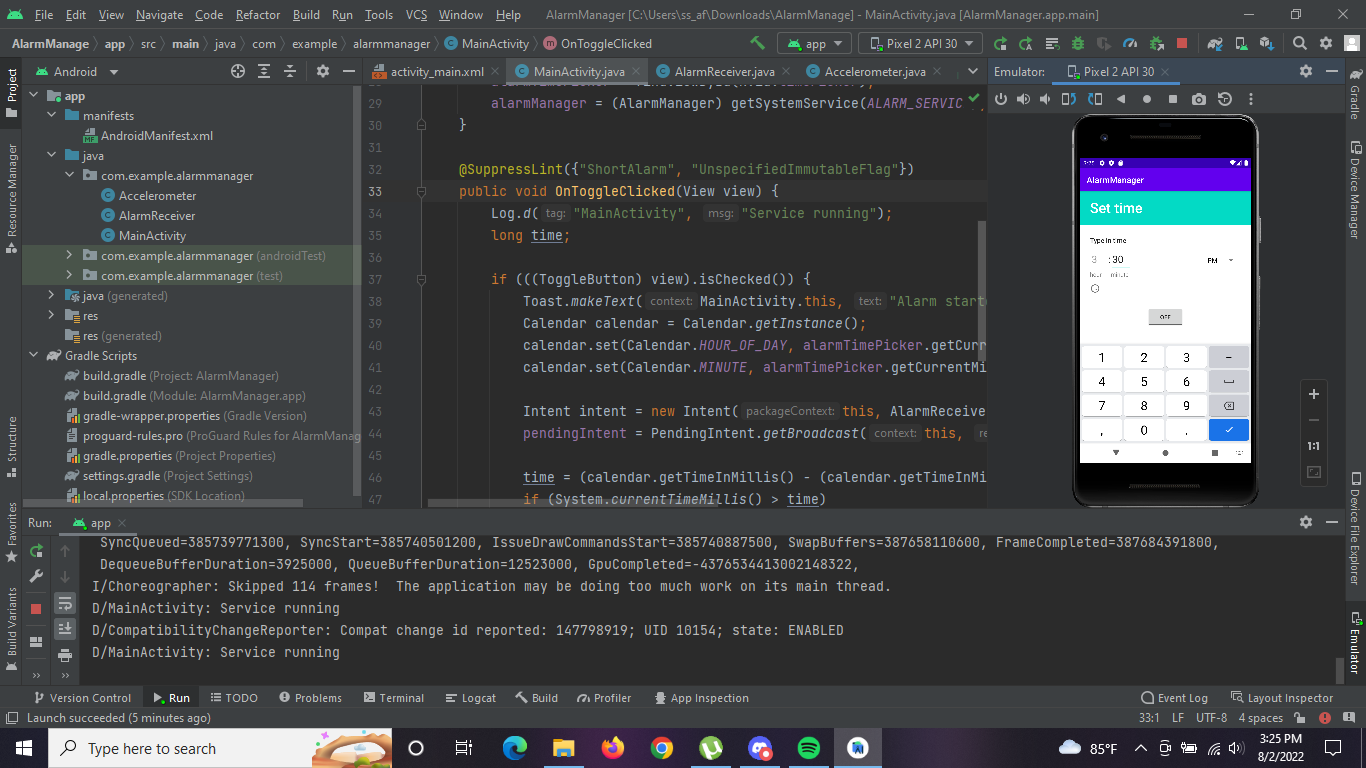 File Edit View Navigate Code Refactor Build Run Tools VCS Window Help AlarmManager [C:\Users\ss_af\Downloads\AlarmManage] - MainActivity.java [AlarmManager.app.main]
AlarmManage app src main java com example alarmmanager MainActivity OnToggleClicked app Pixel 2 API 30
Android
activity_main.xml MainActivity.java AlarmReceiver.java Accelerometer.java
Emulator: Pixel 2 API 30
Project
Resource Manager
Structure
Favorites
Build Variants
app
manifests
AndroidManifest.xml
java
com.example.alarmmanager
Accelerometer
AlarmReceiver
MainActivity
com.example.alarmmanager (androidTest)
com.example.alarmmanager (test)
java (generated)
res
res (generated)
Gradle Scripts
build.gradle (Project: AlarmManager)
build.gradle (Module: AlarmManager.app)
gradle-wrapper.properties (Gradle Version)
proguard-rules.pro (ProGuard Rules for AlarmManag
gradle.properties (Project Properties)
settings.gradle (Project Settings)
local.properties (SDK Location)
29 alarmManager = (AlarmManager) getSystemService(ALARM_SERVIC
30 }
31
32 @SuppressLint({"ShortAlarm", "UnspecifiedImmutableFlag"})
33 public void OnToggleClicked(View view) {
34 Log.d( tag: "MainActivity", msg: "Service running");
35 long time;
36
37 if (((ToggleButton) view).isChecked()) {
38 Toast.makeText( context: MainActivity.this, text: "Alarm start
39 Calendar calendar = Calendar.getInstance();
40 calendar.set(Calendar.HOUR_OF_DAY, alarmTimePicker.getCurr
41 calendar.set(Calendar.MINUTE, alarmTimePicker.getCurrentMi
42
43 Intent intent = new Intent( packageContext: this, AlarmReceive
44 pendingIntent = PendingIntent.getBroadcast( context: this, re
45
46 time = (calendar.getTimeInMillis() - (calendar.getTimeInMi
47 if (System.currentTimeMillis() > time)
3:25
AlarmManager
Set time
Type in time
3 :30 PM
hour minute
OFF
1 2 3 -
4 5 6
7 8 9
, 0 .
1:1
Gradle
Device Manager
Device File Explorer
Emulator
Run: app
SyncQueued=385739771300, SyncStart=385740501200, IssueDrawCommandsStart=385740887500, SwapBuffers=387658110600, FrameCompleted=387684391800,
DequeueBufferDuration=3925000, QueueBufferDuration=12523000, GpuCompleted=-4376534413002148322,
I/Choreographer: Skipped 114 frames!  The application may be doing too much work on its main thread.
D/MainActivity: Service running
D/CompatibilityChangeReporter: Compat change id reported: 147798919; UID 10154; state: ENABLED
D/MainActivity: Service running
Version Control Run TODO Problems Terminal Logcat Build Profiler App Inspection Event Log Layout Inspector
Launch succeeded (5 minutes ago) 33:1 LF UTF-8 4 spaces
Type here to search
85°F
3:25 PM
8/2/2022